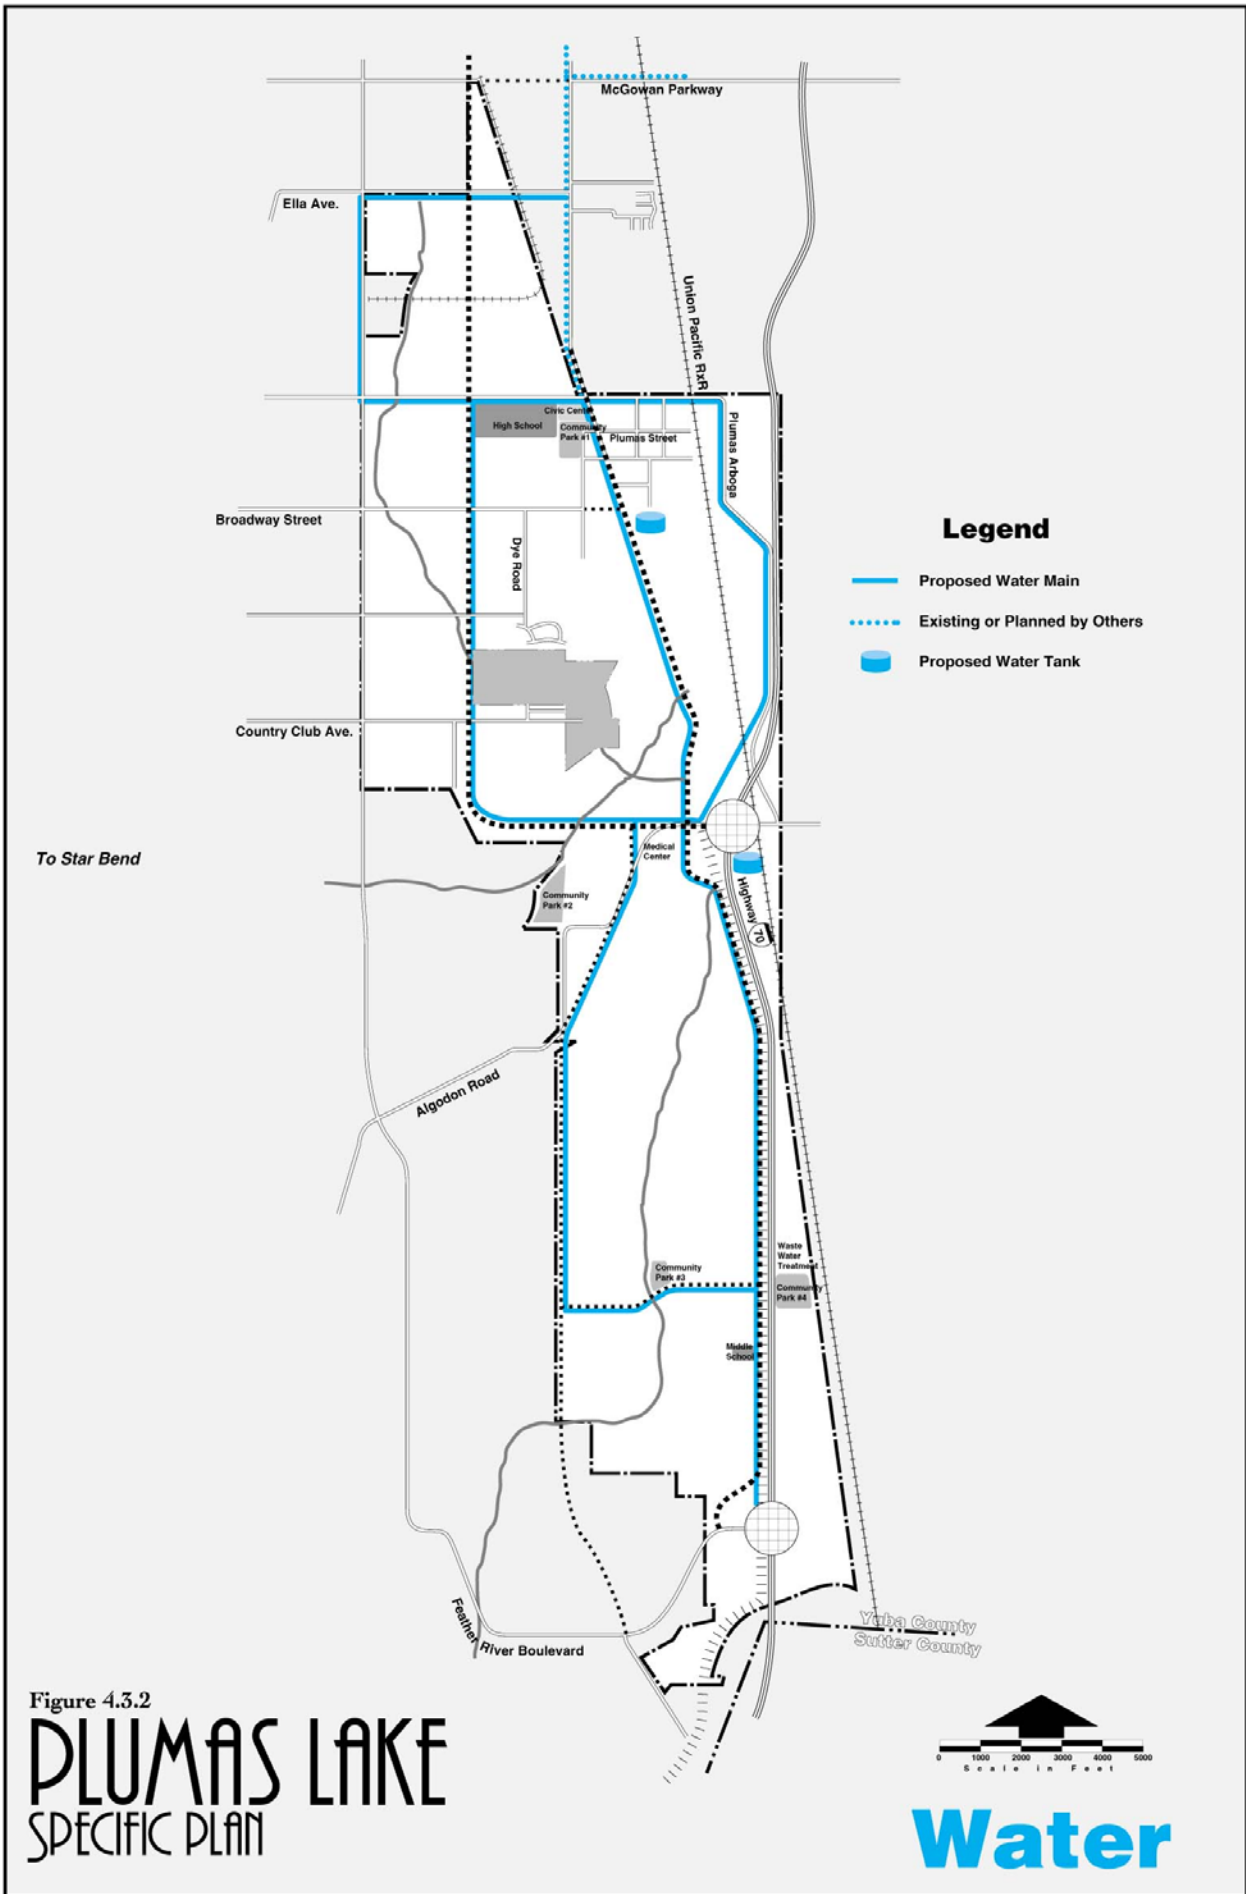 McGowan Parkway
Ella Ave.
Union Pacific RxR
Civic Center
High School
Community
Park #1
Plumas Street
Plumas Arboga
Broadway Street
Dye Road
Legend
Proposed Water Main
Existing or Planned by Others
Proposed Water Tank
Country Club Ave.
To Star Bend
Medical
Center
Community
Park #2
Highway
70
Algodon Road
Waste
Water
Treatment
Community
Park #3
Community
Park #4
Middle
School
Feather River Boulevard
Yuba County
Sutter County
Figure 4.3.2
PLUMAS LAKE
SPECIFIC PLAN
0 1000 2000 3000 4000 5000
Scale in Feet
Water